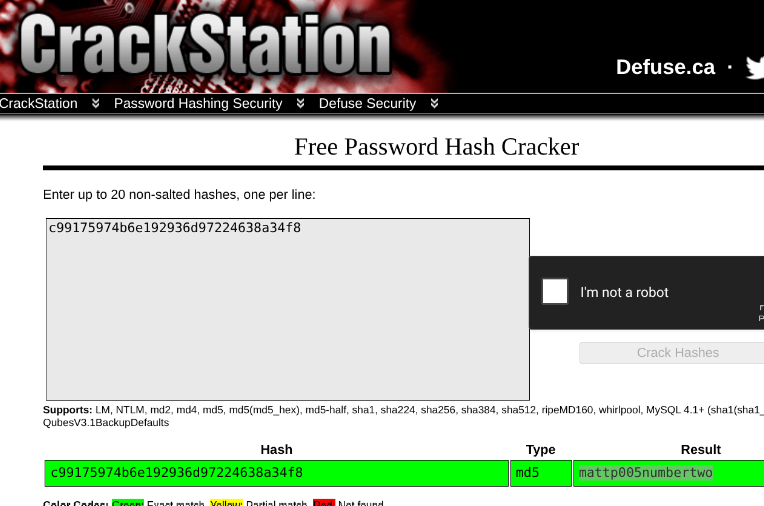 CrackStation
Defuse.ca ·
CrackStation Password Hashing Security Defuse Security
Free Password Hash Cracker
Enter up to 20 non-salted hashes, one per line:
c99175974b6e192936d97224638a34f8
I'm not a robot
Crack Hashes
Supports: LM, NTLM, md2, md4, md5, md5(md5_hex), md5-half, sha1, sha224, sha256, sha384, sha512, ripeMD160, whirlpool, MySQL 4.1+ (sha1(sha1_
QubesV3.1BackupDefaults
Hash Type Result
c99175974b6e192936d97224638a34f8 md5 mattp005numbertwo
Color Codes: Green: Exact match, Yellow: Partial match, Red: Not found.